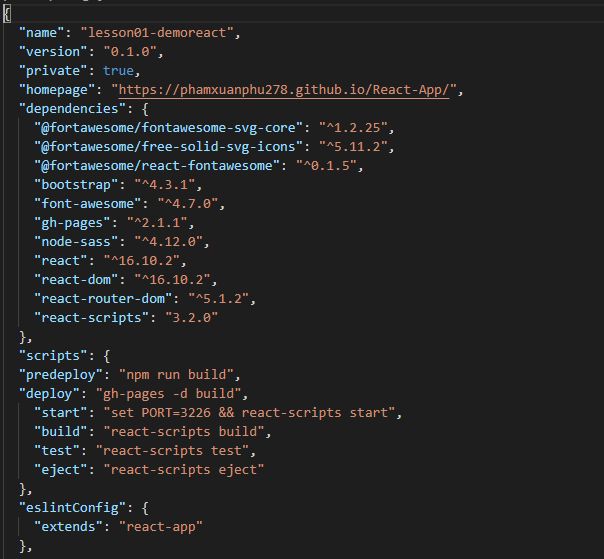 {
"name": "lesson01-demoreact",
"version": "0.1.0",
"private": true,
"homepage": "https://phamxuanphu278.github.io/React-App/",
"dependencies": {
"@fortawesome/fontawesome-svg-core": "^1.2.25",
"@fortawesome/free-solid-svg-icons": "^5.11.2",
"@fortawesome/react-fontawesome": "^0.1.5",
"bootstrap": "^4.3.1",
"font-awesome": "^4.7.0",
"gh-pages": "^2.1.1",
"node-sass": "^4.12.0",
"react": "^16.10.2",
"react-dom": "^16.10.2",
"react-router-dom": "^5.1.2",
"react-scripts": "3.2.0"
},
"scripts": {
"predeploy": "npm run build",
"deploy": "gh-pages -d build",
"start": "set PORT=3226 && react-scripts start",
"build": "react-scripts build",
"test": "react-scripts test",
"eject": "react-scripts eject"
},
"eslintConfig": {
"extends": "react-app"
},